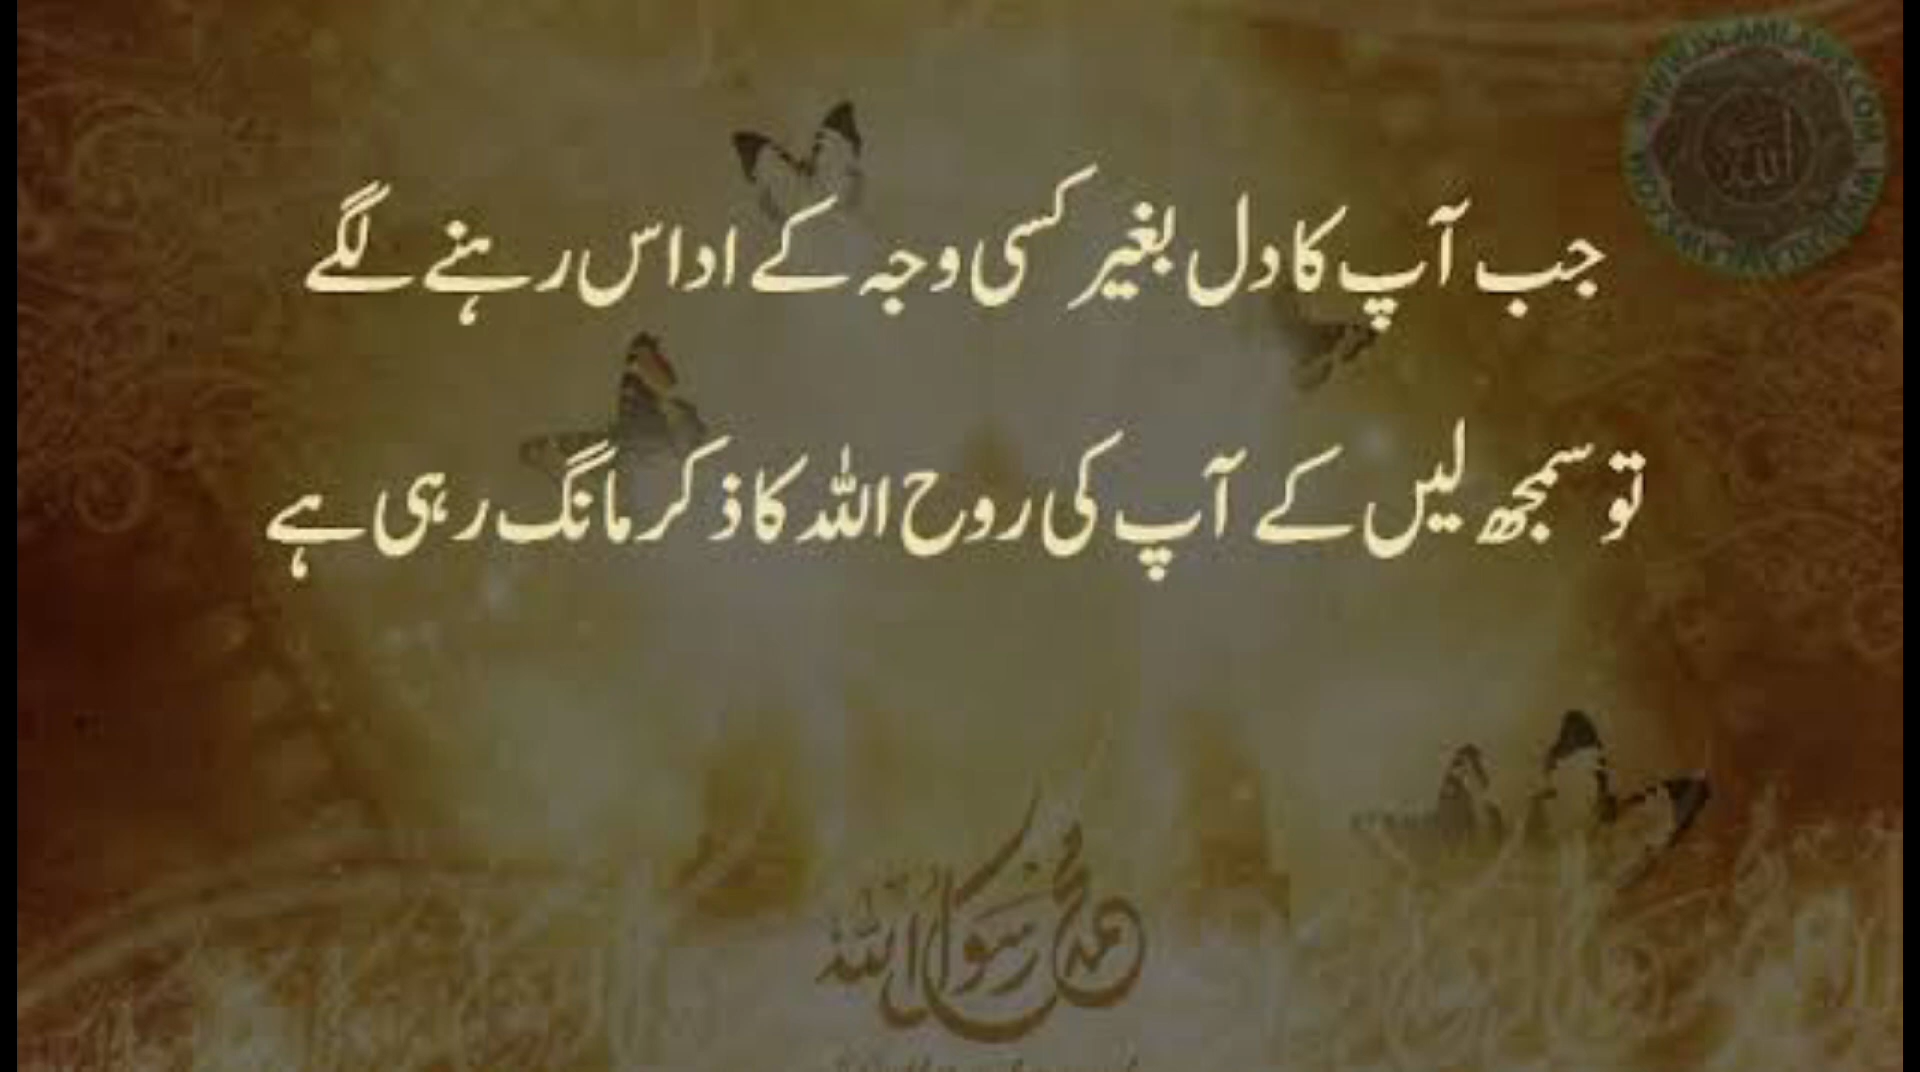 جب آپ کا دل بغیر کسی وجہ کے اداس رہنے لگے
تو سمجھ لیں کے آپ کی روح اللہ کا ذکر مانگ رہی ہے
محمد رسول اللہ
اللہ